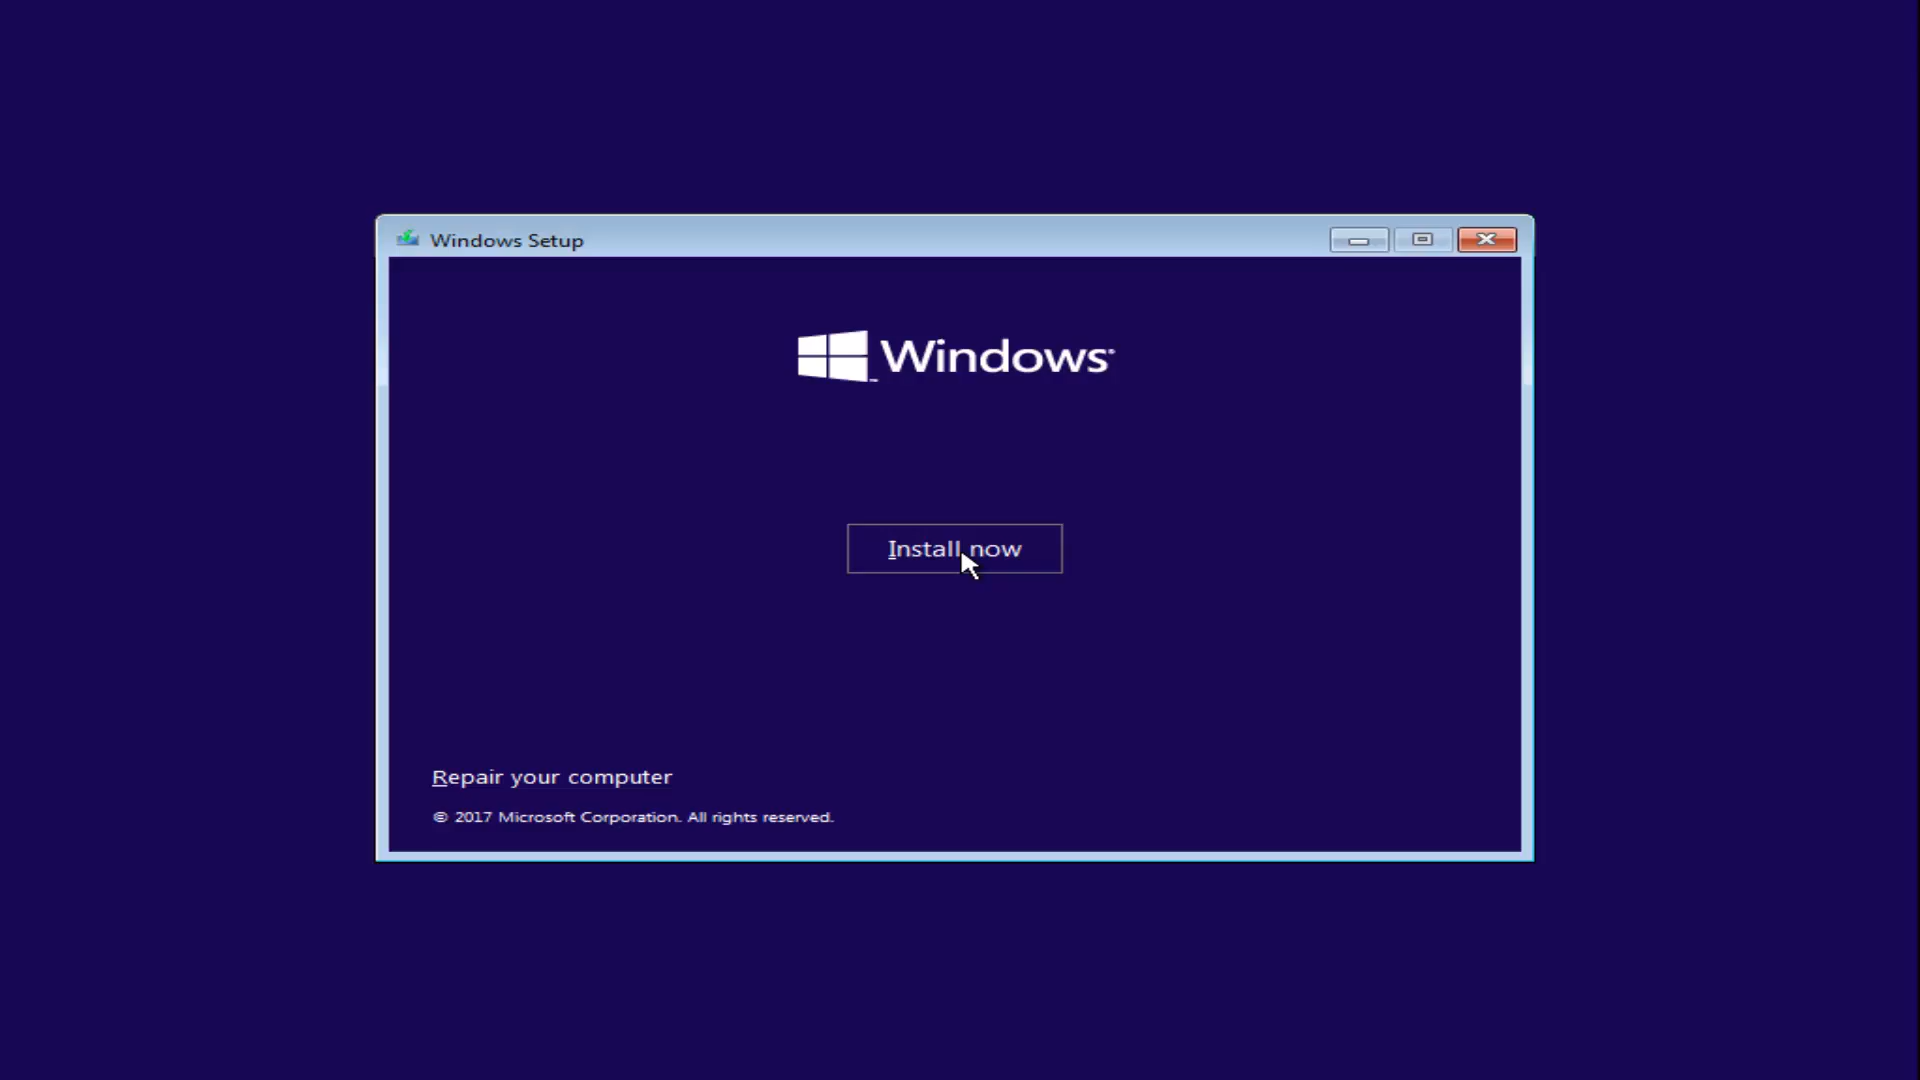 Windows Setup
Windows®
Install now
Repair your computer
© 2017 Microsoft Corporation. All rights reserved.